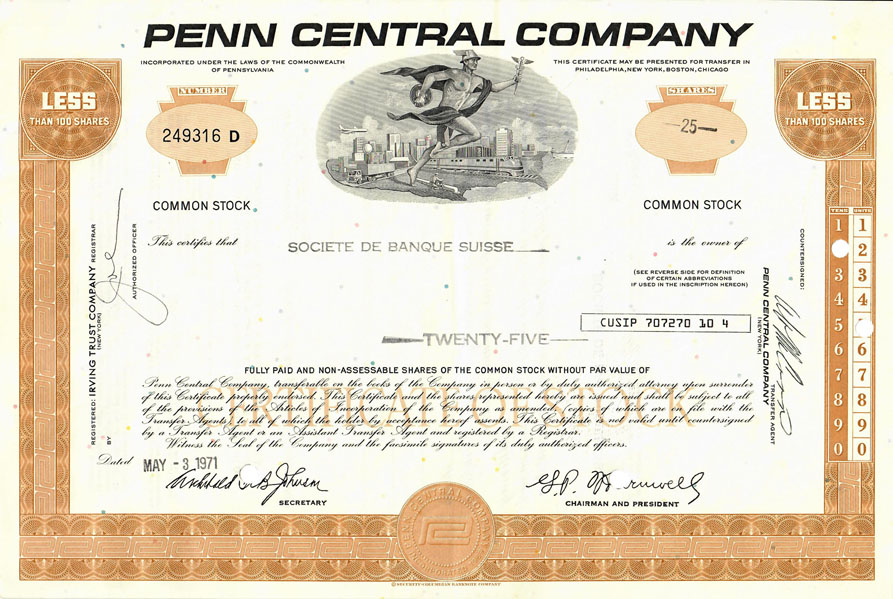 PENN CENTRAL COMPANY
INCORPORATED UNDER THE LAWS OF THE COMMONWEALTH
OF PENNSYLVANIA
THIS CERTIFICATE MAY BE PRESENTED FOR TRANSFER IN
PHILADELPHIA, NEW YORK, BOSTON, CHICAGO
LESS
THAN 100 SHARES
NUMBER
249316 D
SHARES
-25-
LESS
THAN 100 SHARES
COMMON STOCK
COMMON STOCK
This certifies that
SOCIETE DE BANQUE SUISSE
is the owner of
(SEE REVERSE SIDE FOR DEFINITION
OF CERTAIN ABBREVIATIONS
IF USED IN THE INSCRIPTION HEREON)
CUSIP 707270 10 4
TWENTY-FIVE
FULLY PAID AND NON-ASSESSABLE SHARES OF THE COMMON STOCK WITHOUT PAR VALUE OF
Penn Central Company, transferable on the books of the Company in person or by duly authorized attorney upon surrender
of this Certificate properly endorsed. This Certificate and the shares represented hereby are issued and shall be subject to all
of the provisions of the Articles of Incorporation of the Company as amended (copies of which are on file with the
Transfer Agents) to all of which the holder by acceptance hereof assents. This Certificate is not valid until countersigned
by a Transfer Agent or an Assistant Transfer Agent and registered by a Registrar.
Witness the Seal of the Company and the facsimile signatures of its duly authorized officers.
CERTIFICATE OF STOCK
Dated
MAY -3 1971
SECRETARY
CHAIRMAN AND PRESIDENT
REGISTERED: IRVING TRUST COMPANY REGISTRAR
(NEW YORK)
BY
AUTHORIZED OFFICER
COUNTERSIGNED:
PENN CENTRAL COMPANY
(NEW YORK)
TRANSFER AGENT
TENS UNITS
1 1
2
3 3
4 4
5
6 6
7 7
8 8
9 9
0 0
© SECURITY-COLUMBIAN BANKNOTE COMPANY